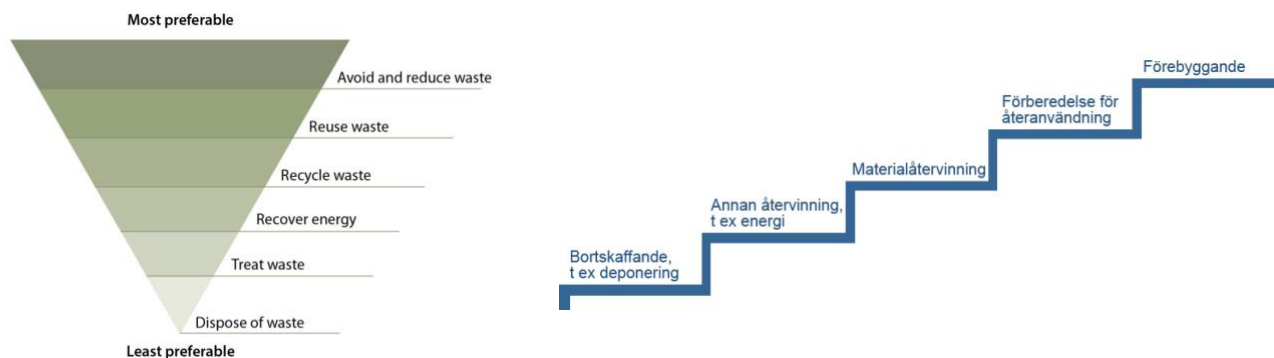 Most preferable
Avoid and reduce waste
Reuse waste
Recycle waste
Recover energy
Treat waste
Dispose of waste
Least preferable
Förebyggande
Förberedelse för
återanvändning
Materialåtervinning
Annan återvinning,
t ex energi
Bortskaffande,
t ex deponering